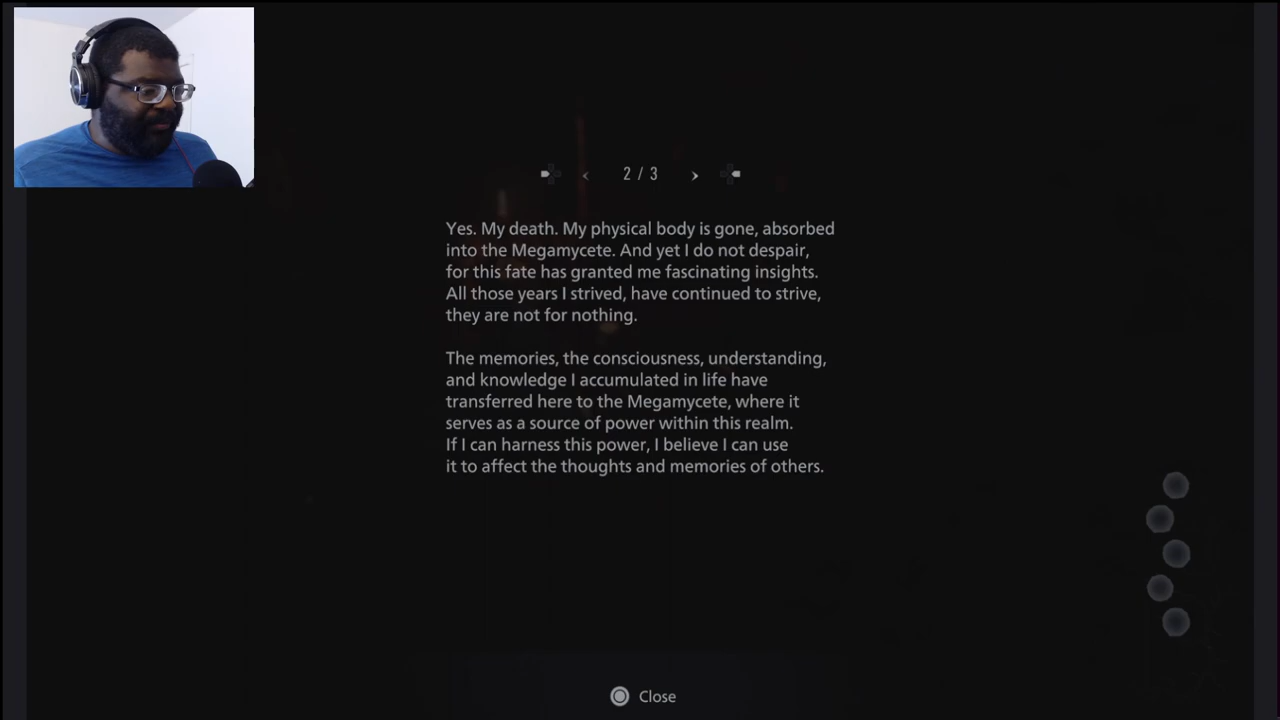 2 / 3
Yes. My death. My physical body is gone, absorbed
into the Megamycete. And yet I do not despair,
for this fate has granted me fascinating insights.
All those years I strived, have continued to strive,
they are not for nothing.
The memories, the consciousness, understanding,
and knowledge I accumulated in life have
transferred here to the Megamycete, where it
serves as a source of power within this realm.
If I can harness this power, I believe I can use
it to affect the thoughts and memories of others.
Close